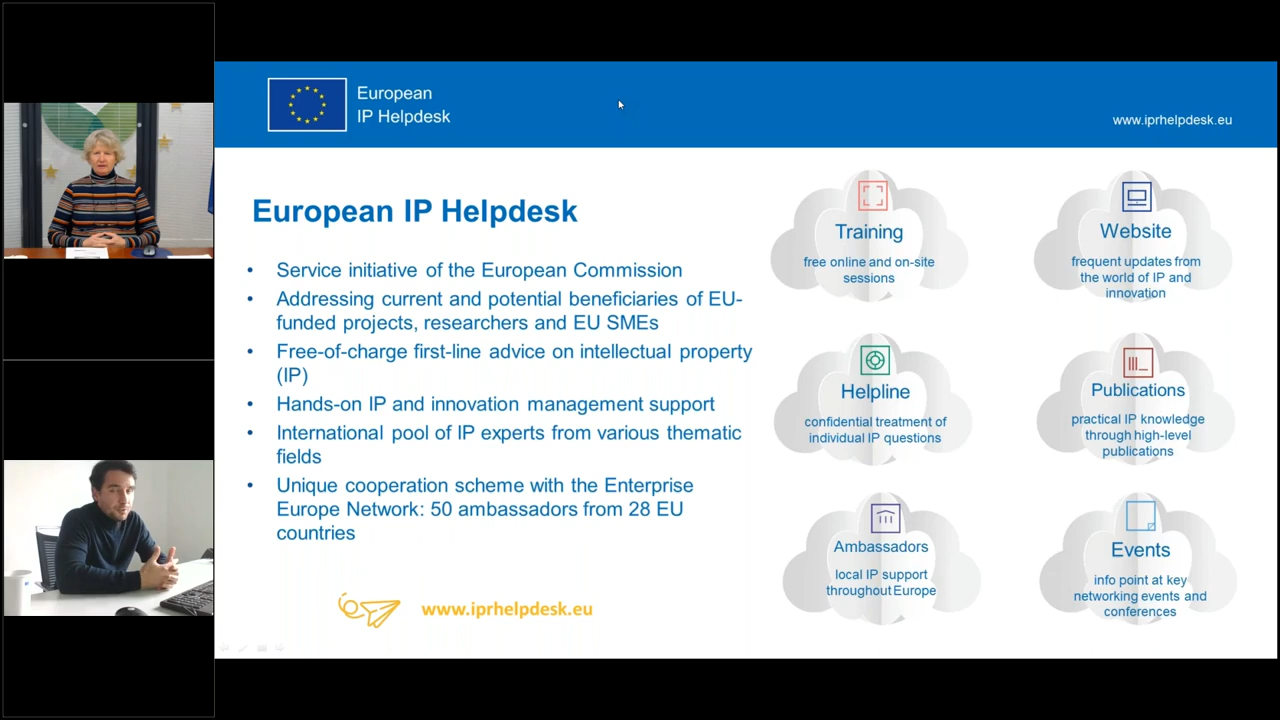 European
IP Helpdesk
www.iprhelpdesk.eu
European IP Helpdesk
• Service initiative of the European Commission
• Addressing current and potential beneficiaries of EU-
funded projects, researchers and EU SMEs
• Free-of-charge first-line advice on intellectual property
(IP)
• Hands-on IP and innovation management support
• International pool of IP experts from various thematic
fields
• Unique cooperation scheme with the Enterprise
Europe Network: 50 ambassadors from 28 EU
countries
www.iprhelpdesk.eu
Training
free online and on-site
sessions
Website
frequent updates from
the world of IP and
innovation
Helpline
confidential treatment of
individual IP questions
Publications
practical IP knowledge
through high-level
publications
Ambassadors
local IP support
throughout Europe
Events
info point at key
networking events and
conferences